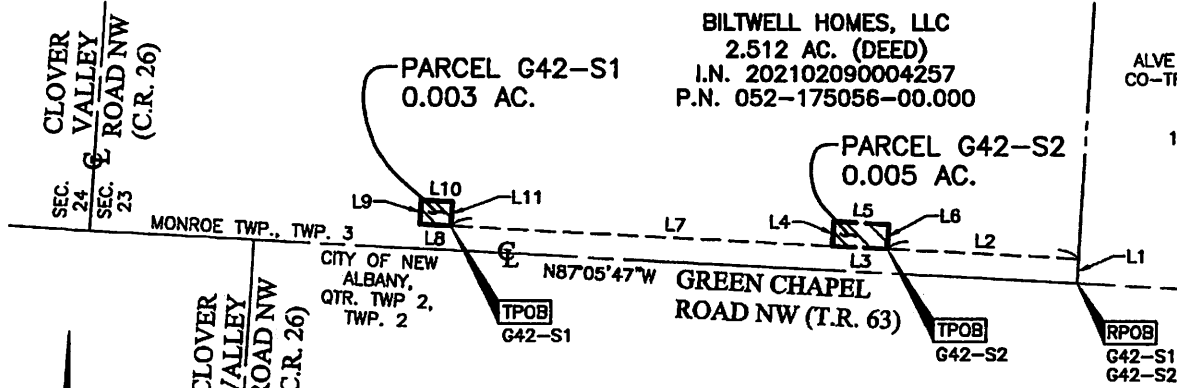 CLOVER
VALLEY
ROAD NW
(C.R. 26)
SEC.
24
SEC.
23
℄
PARCEL G42-S1
0.003 AC.
BILTWELL HOMES, LLC
2.512 AC. (DEED)
I.N. 202102090004257
P.N. 052-175056-00.000
ALVE
CO-TR
1
PARCEL G42-S2
0.005 AC.
L9
L10
L11
L8
L7
L4
L5
L6
L3
L2
L1
MONROE TWP., TWP. 3
CITY OF NEW
ALBANY,
QTR. TWP 2,
TWP. 2
℄
N87°05'47"W
GREEN CHAPEL
ROAD NW (T.R. 63)
TPOB
G42-S1
TPOB
G42-S2
RPOB
G42-S1
G42-S2
CLOVER
VALLEY
ROAD NW
C.R. 26)